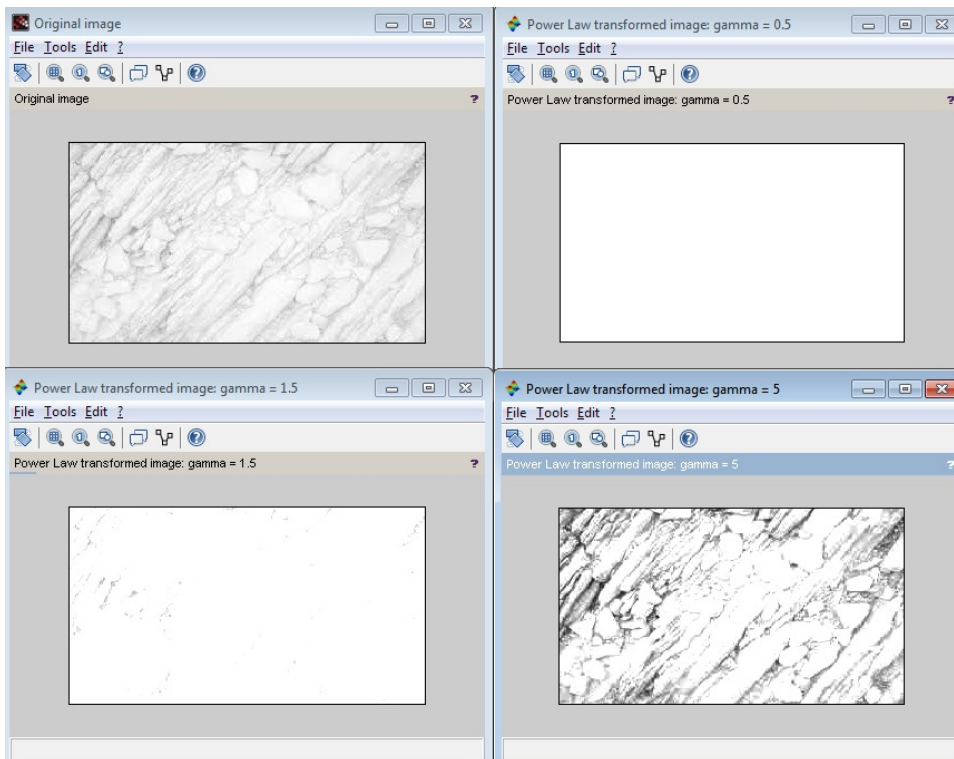 Original image
File Tools Edit ?
Original image
?
Power Law transformed image: gamma = 0.5
File Tools Edit ?
Power Law transformed image: gamma = 0.5
?
Power Law transformed image: gamma = 1.5
File Tools Edit ?
Power Law transformed image: gamma = 1.5
?
Power Law transformed image: gamma = 5
File Tools Edit ?
Power Law transformed image: gamma = 5
?